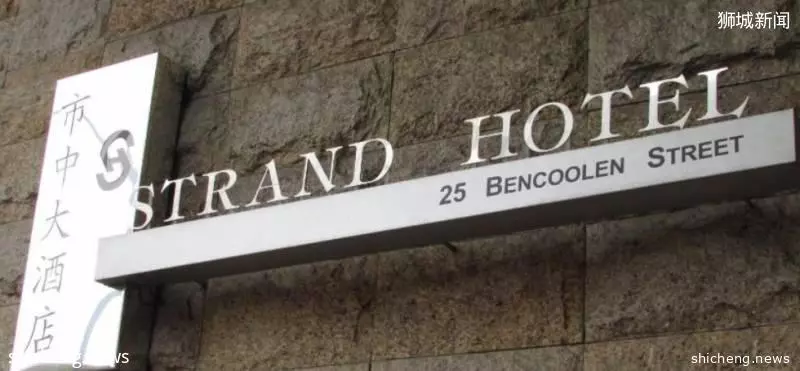 狮城新闻
市中大酒店
STRAND HOTEL
25 BENCOOLEN STREET
shicheng.news